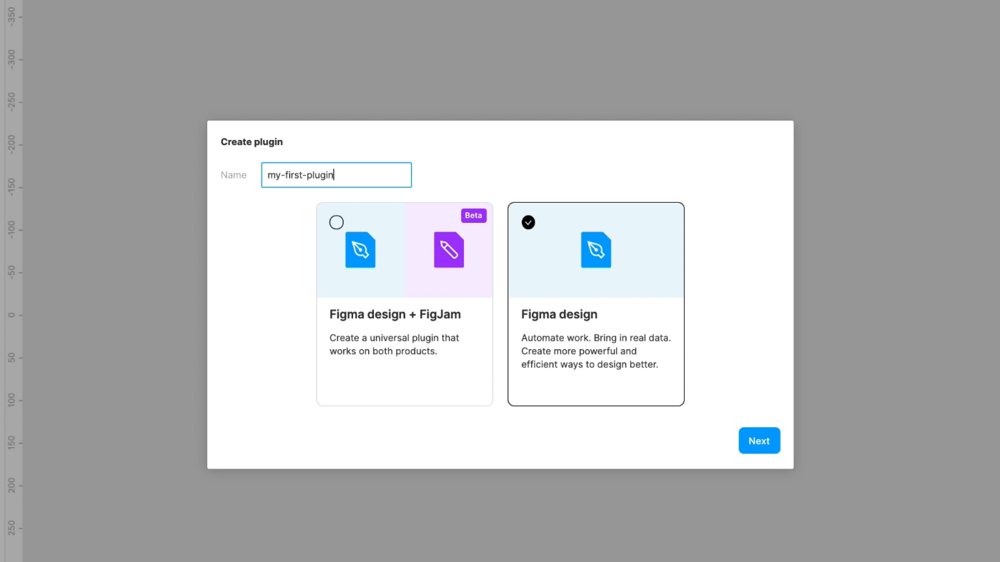 -350
-300
-250
-200
-150
-100
-50
0
50
100
150
200
250
Create plugin
Name my-first-plugin
Beta
Figma design + FigJam
Create a universal plugin that
works on both products.
Figma design
Automate work. Bring in real data.
Create more powerful and
efficient ways to design better.
Next